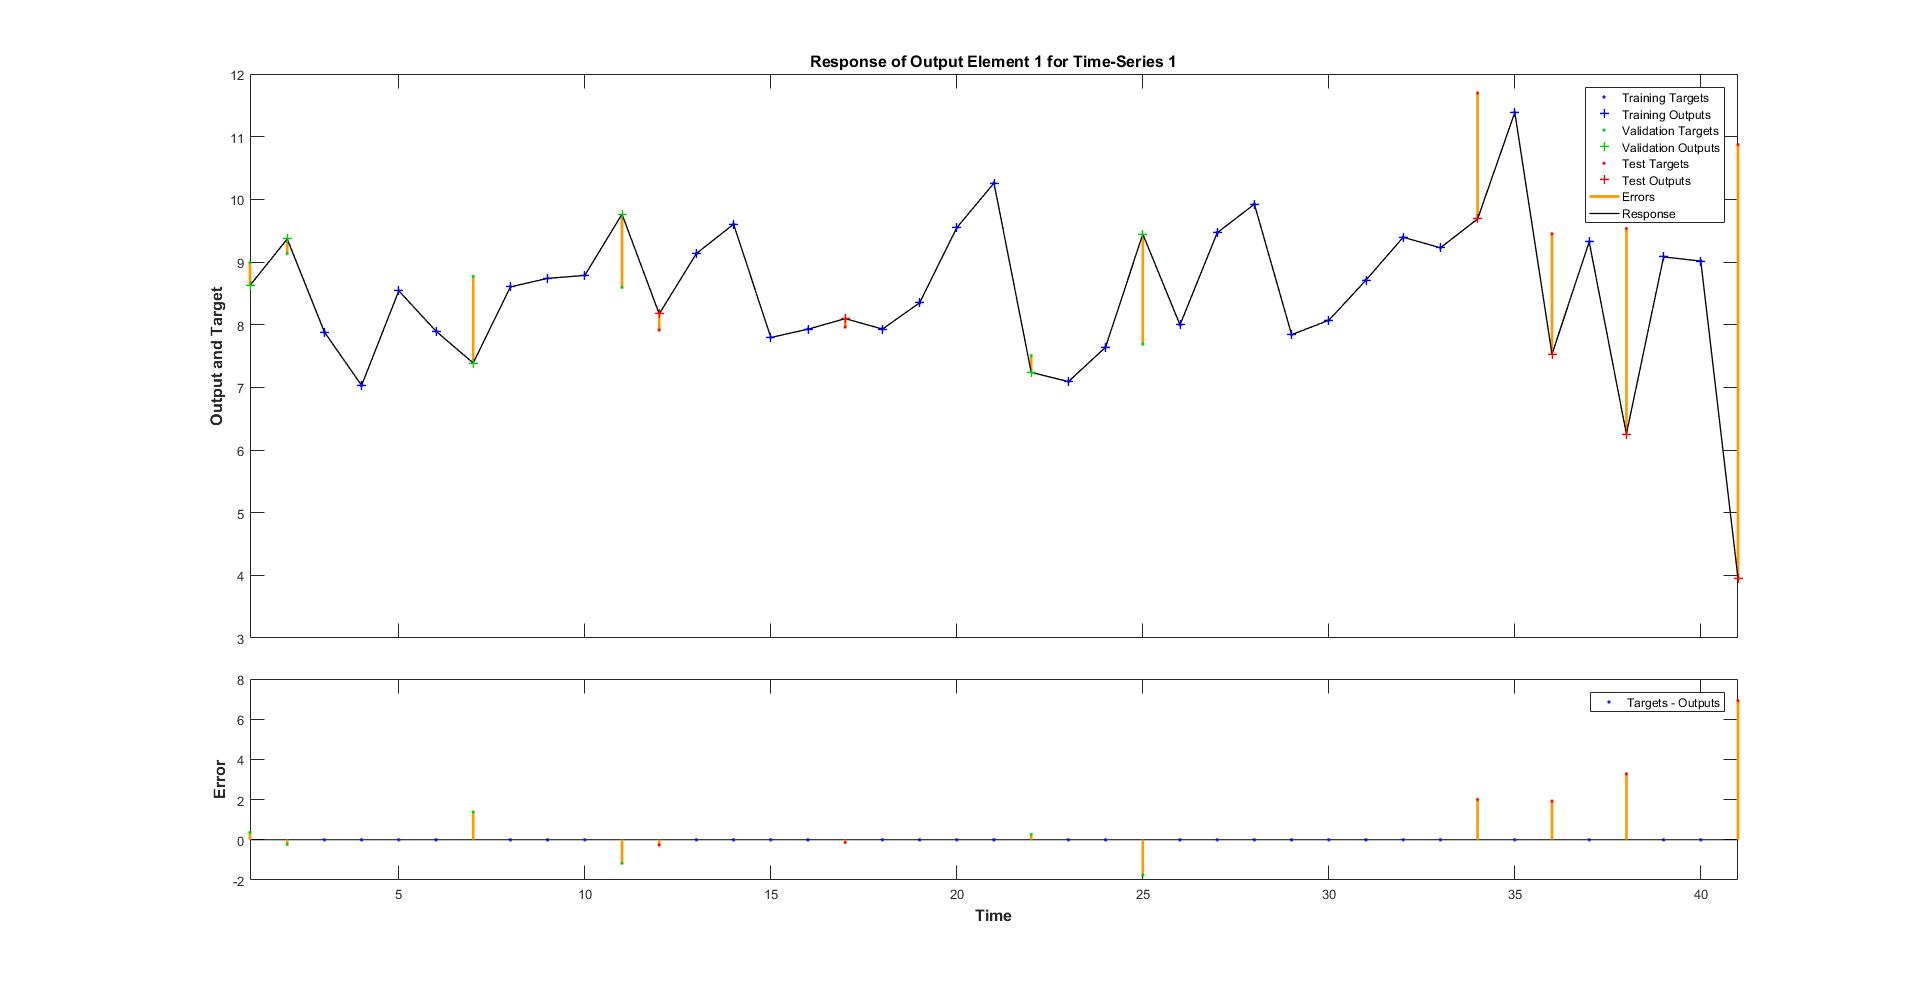 Response of Output Element 1 for Time-Series 1
12
11
10
9
8
7
6
5
4
3
Output and Target
Training Targets
Training Outputs
Validation Targets
Validation Outputs
Test Targets
Test Outputs
Errors
Response
8
6
4
2
0
-2
Error
Targets - Outputs
5 10 15 20 25 30 35 40
Time